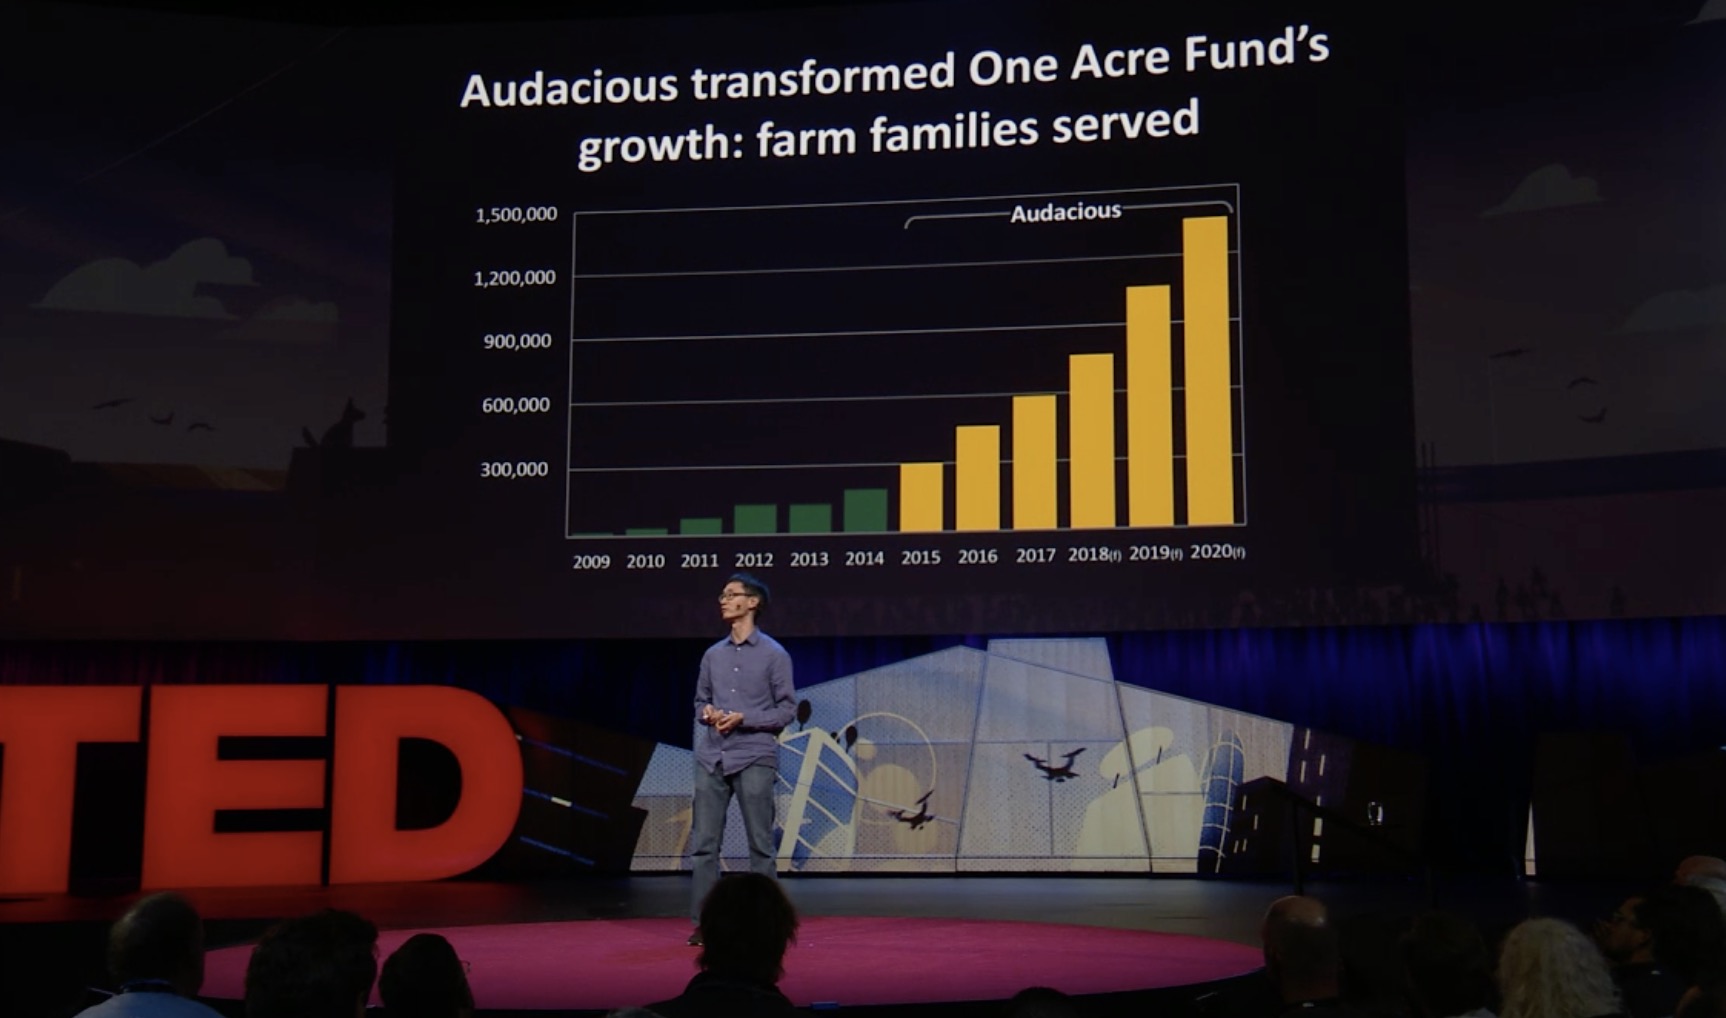 Audacious transformed One Acre Fund’s
growth: farm families served
Audacious
1,500,000
1,200,000
900,000
600,000
300,000
2009 2010 2011 2012 2013 2014 2015 2016 2017 2018(f) 2019(f) 2020(f)
TED